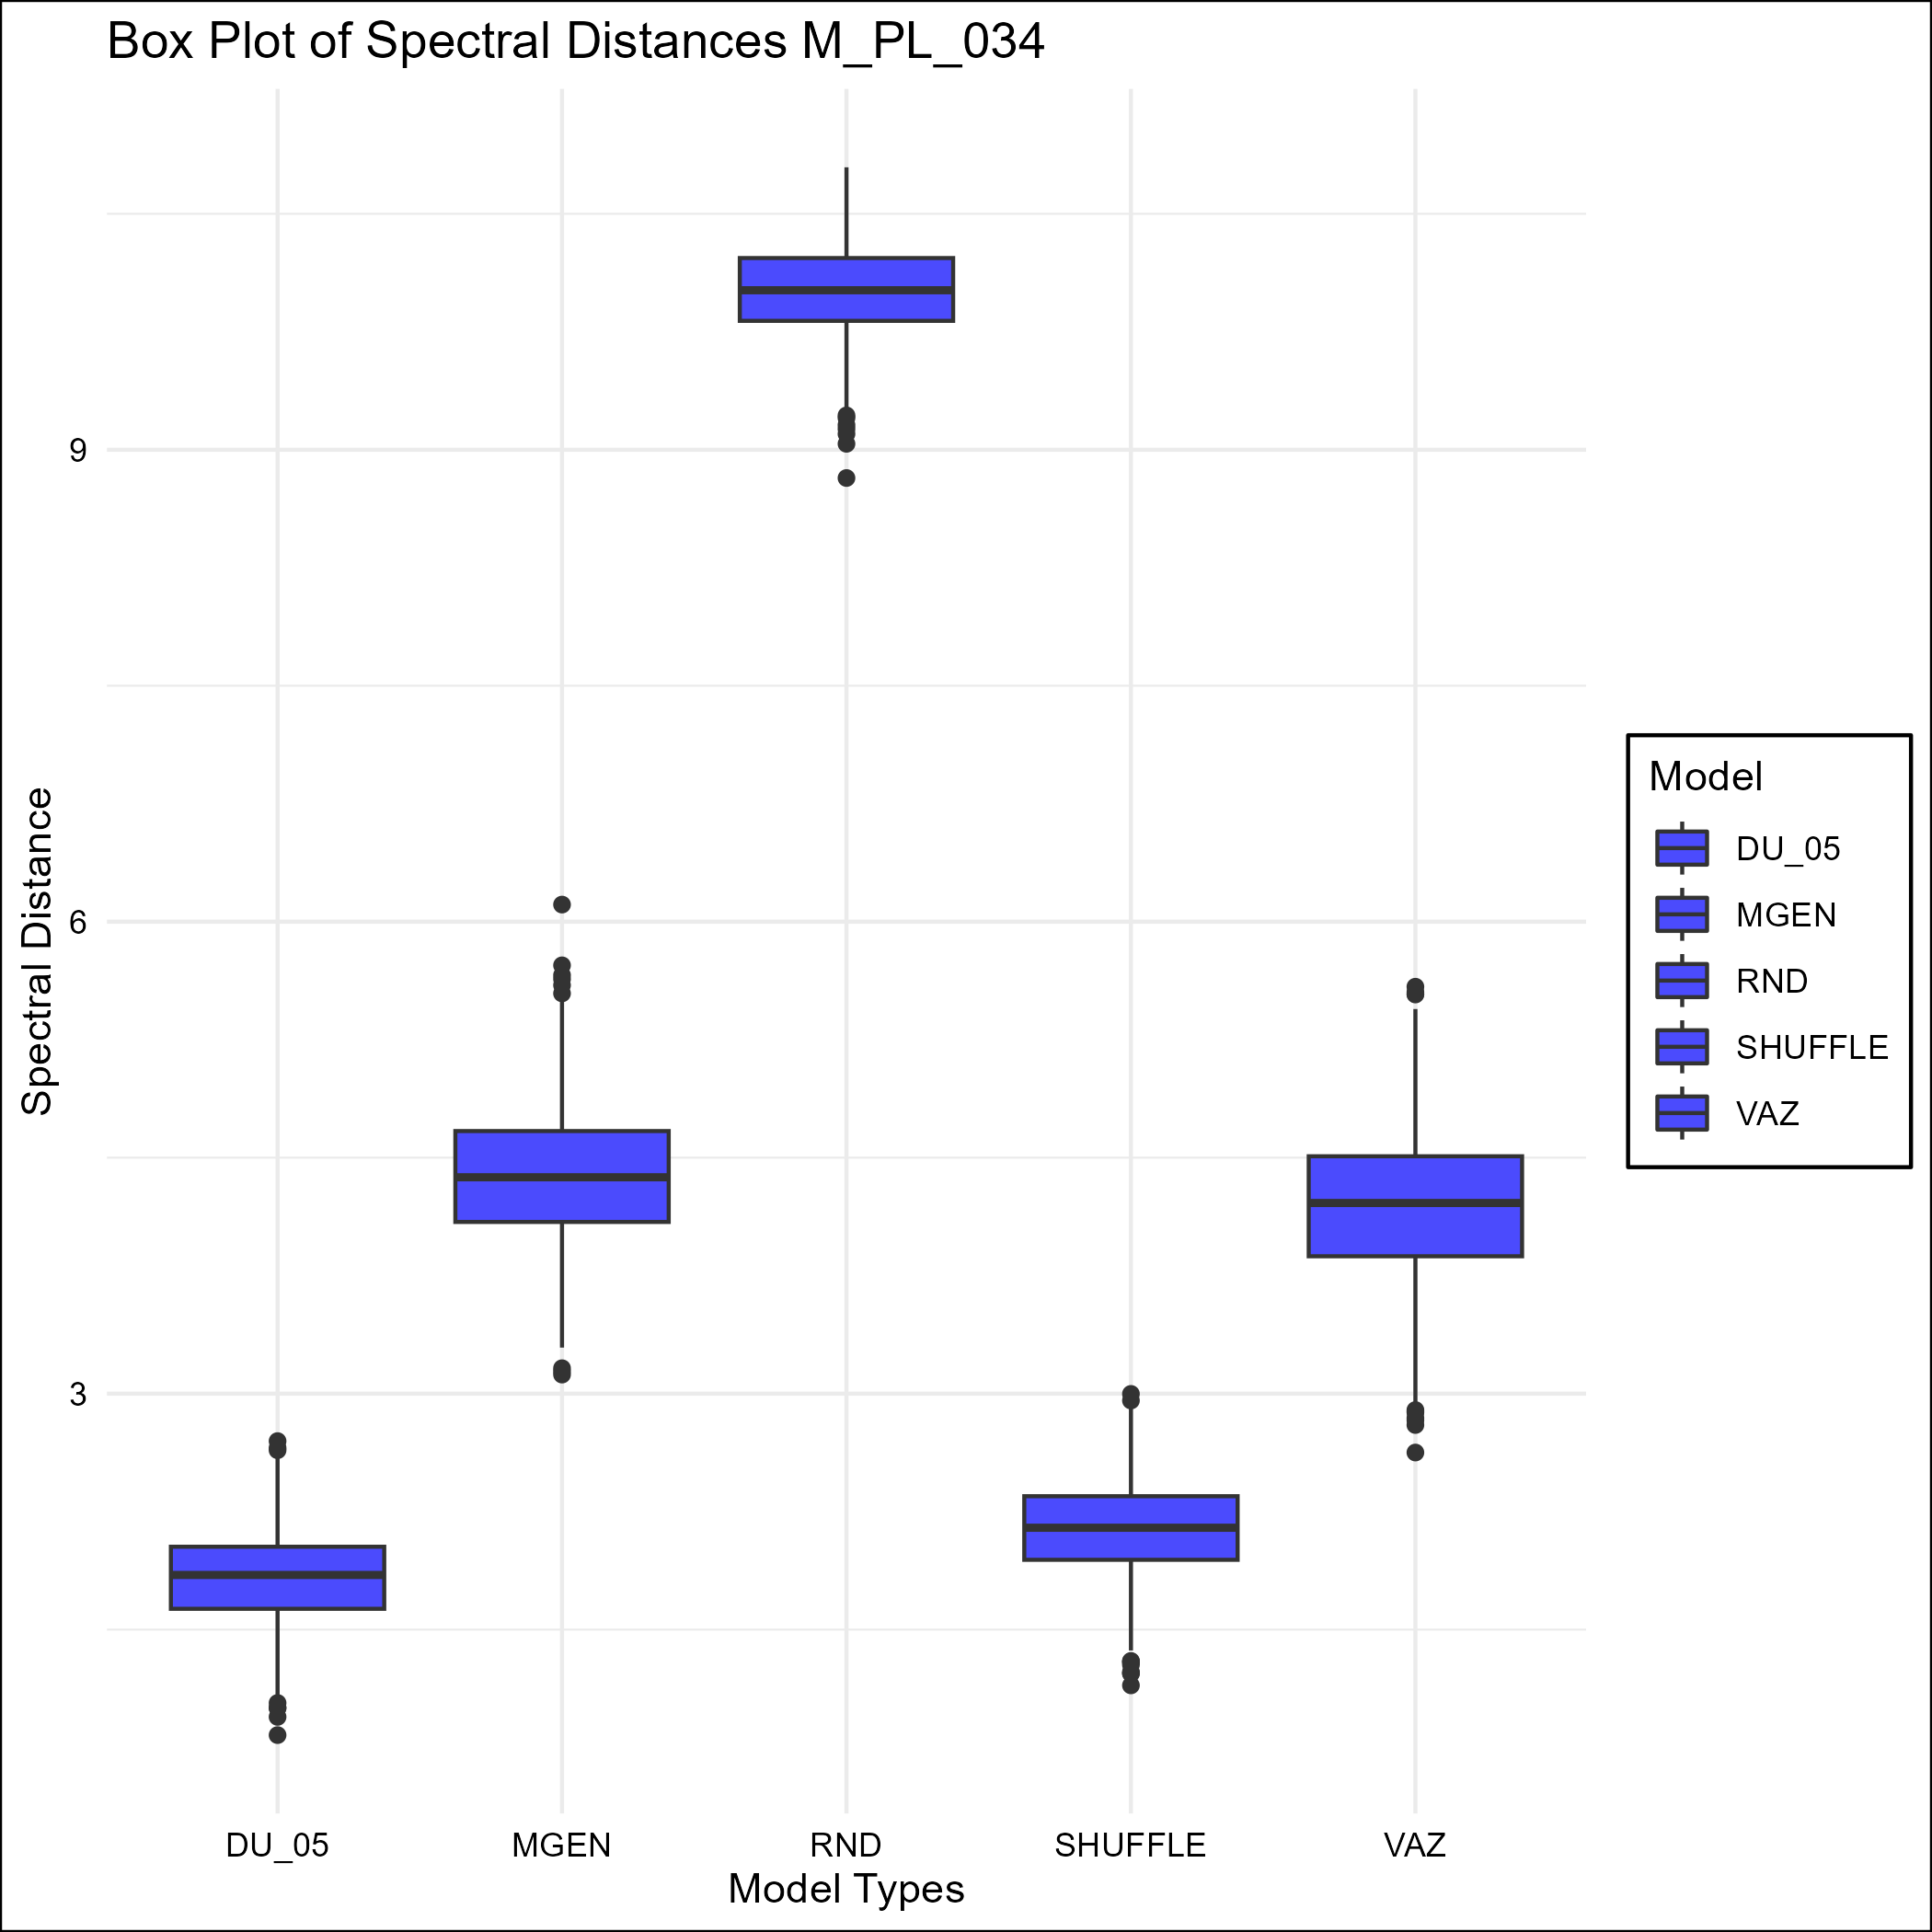 Box Plot of Spectral Distances M_PL_034
Spectral Distance
9
6
3
DU_05
MGEN
RND
SHUFFLE
VAZ
Model Types
Model
DU_05
MGEN
RND
SHUFFLE
VAZ